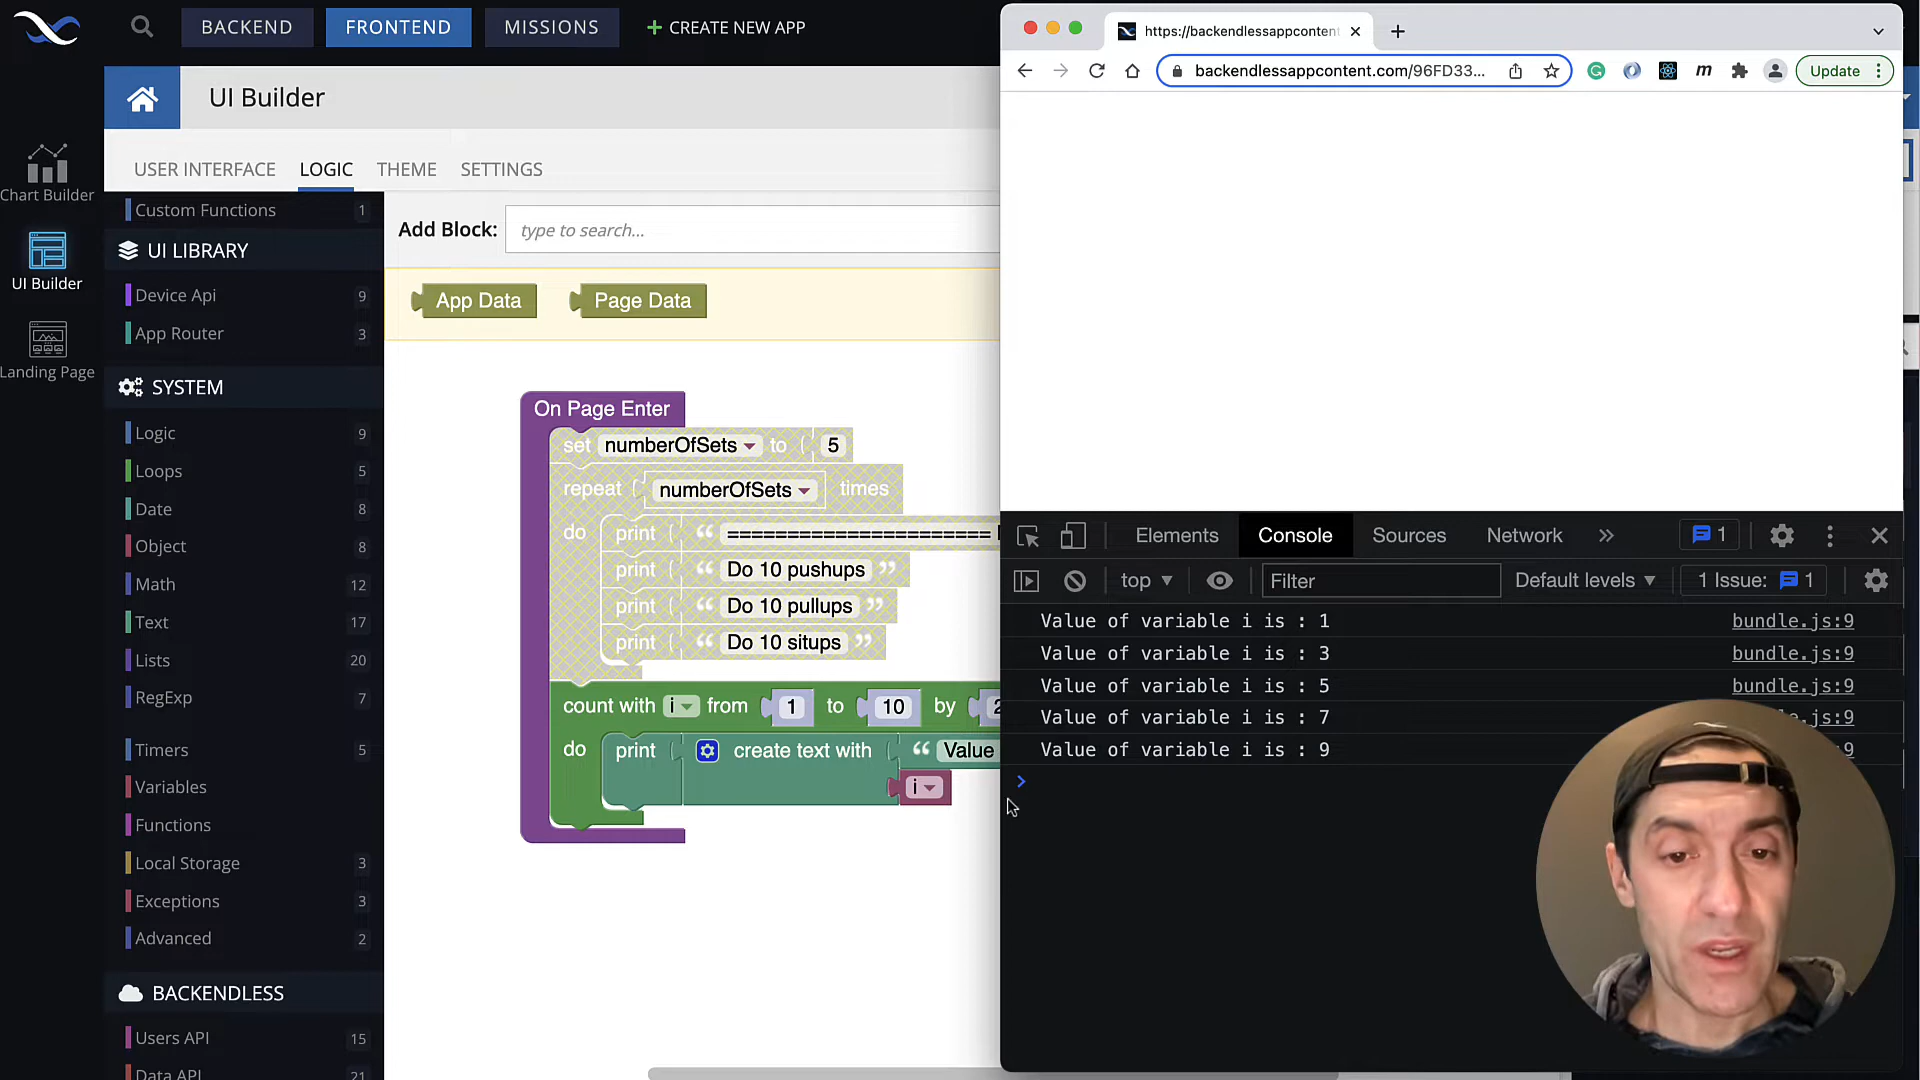 BACKEND
FRONTEND
MISSIONS
+ CREATE NEW APP
UI Builder
USER INTERFACE
LOGIC
THEME
SETTINGS
Chart Builder
UI Builder
Landing Page
Custom Functions 1
UI LIBRARY
Device Api 9
App Router 3
SYSTEM
Logic 9
Loops 5
Date 8
Object 8
Math 12
Text 17
Lists 20
RegExp 7
Timers 5
Variables
Functions
Local Storage 3
Exceptions 3
Advanced 2
BACKENDLESS
Users API 15
Data API 21
Add Block: type to search...
App Data
Page Data
On Page Enter
set numberOfSets to 5
repeat numberOfSets times
do print “ ======================
print “ Do 10 pushups ”
print “ Do 10 pullups ”
print “ Do 10 situps ”
count with i from 1 to 10 by 2
do print create text with “ Value
i
https://backendlessappconten
backendlessappcontent.com/96FD33...
m
Update
Elements
Console
Sources
Network
1
top
Filter
Default levels
1 Issue: 1
Value of variable i is : 1 bundle.js:9
Value of variable i is : 3 bundle.js:9
Value of variable i is : 5 bundle.js:9
Value of variable i is : 7 .js:9
Value of variable i is : 9 9